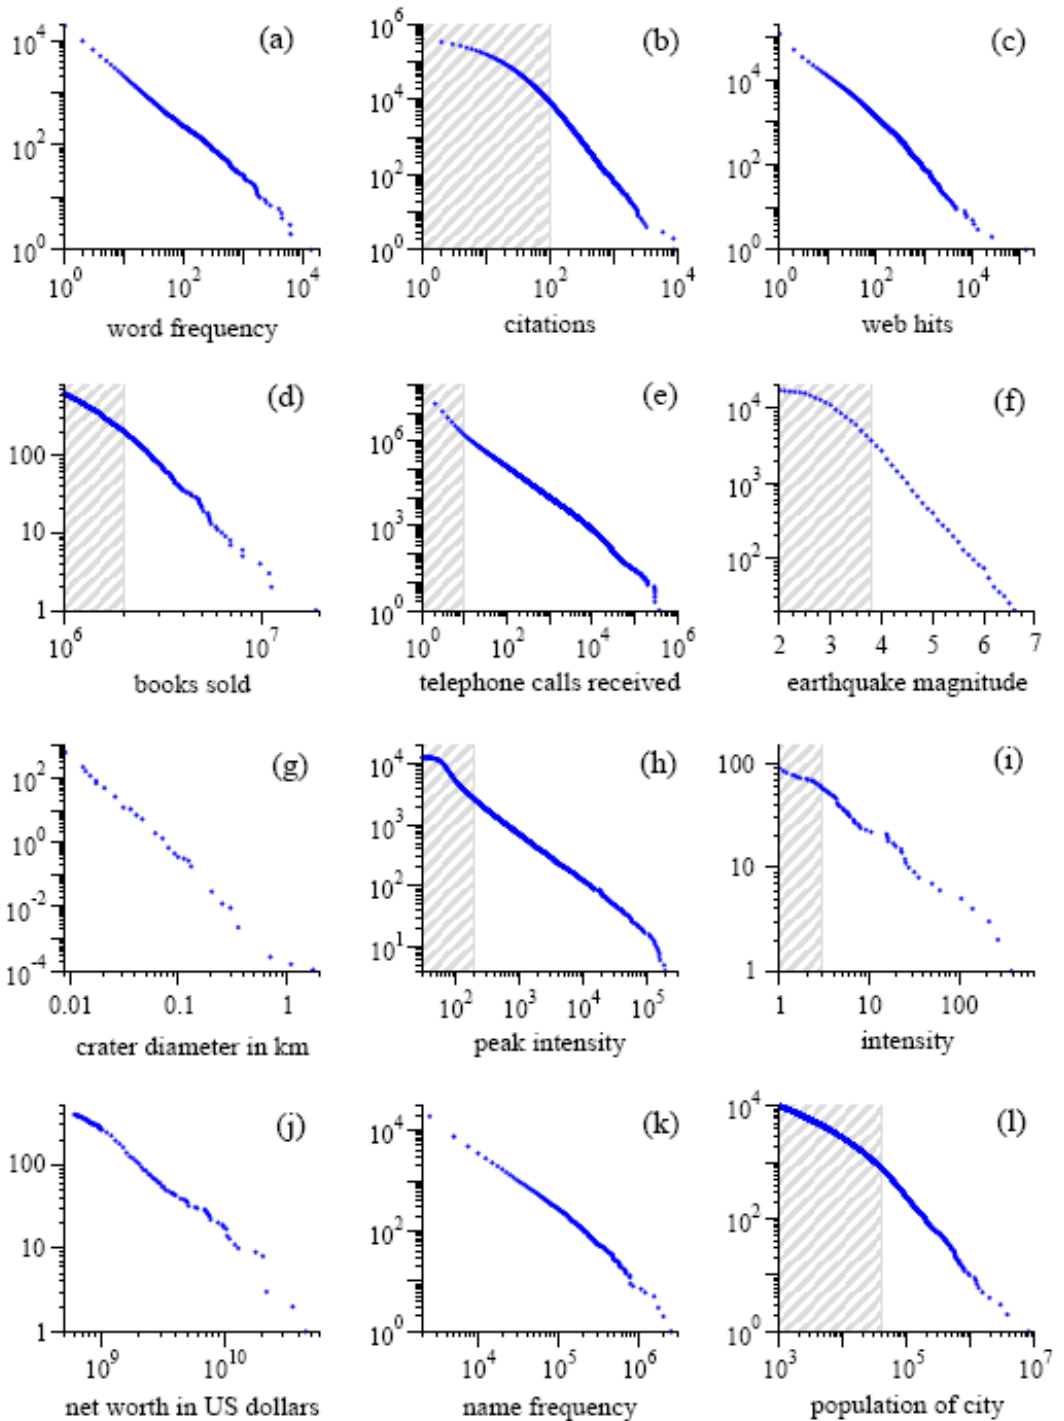 (a)
10^4
10^2
10^0
10^0 10^2 10^4
word frequency
(b)
10^6
10^4
10^2
10^0
10^0 10^2 10^4
citations
(c)
10^4
10^2
10^0
10^0 10^2 10^4
web hits
(d)
100
10
1
10^6 10^7
books sold
(e)
10^6
10^3
10^0
10^0 10^2 10^4 10^6
telephone calls received
(f)
10^4
10^3
10^2
2 3 4 5 6 7
earthquake magnitude
(g)
10^2
10^0
10^-2
10^-4
0.01 0.1 1
crater diameter in km
(h)
10^4
10^3
10^2
10^1
10^2 10^3 10^4 10^5
peak intensity
(i)
100
10
1
1 10 100
intensity
(j)
100
10
1
10^9 10^10
net worth in US dollars
(k)
10^4
10^2
10^0
10^4 10^5 10^6
name frequency
(l)
10^4
10^2
10^0
10^3 10^5 10^7
population of city